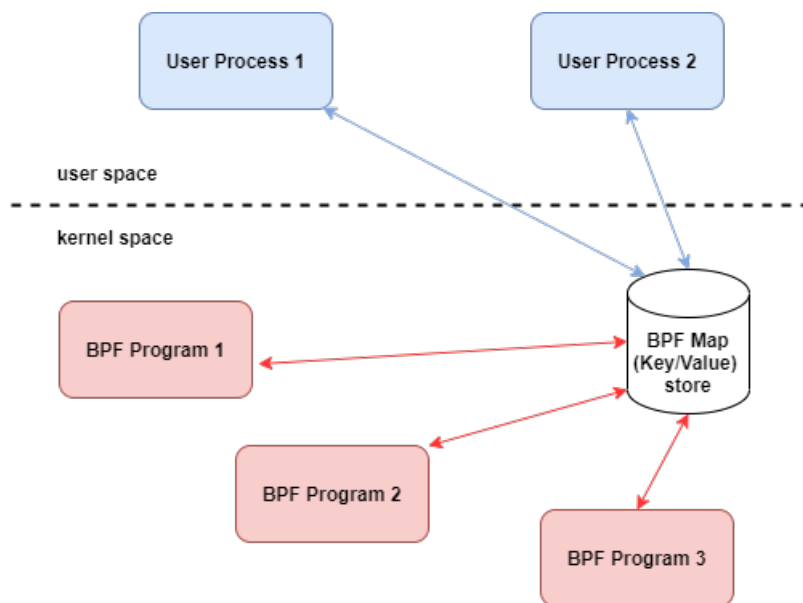 User Process 1
User Process 2
user space
kernel space
BPF Program 1
BPF Map
(Key/Value)
store
BPF Program 2
BPF Program 3